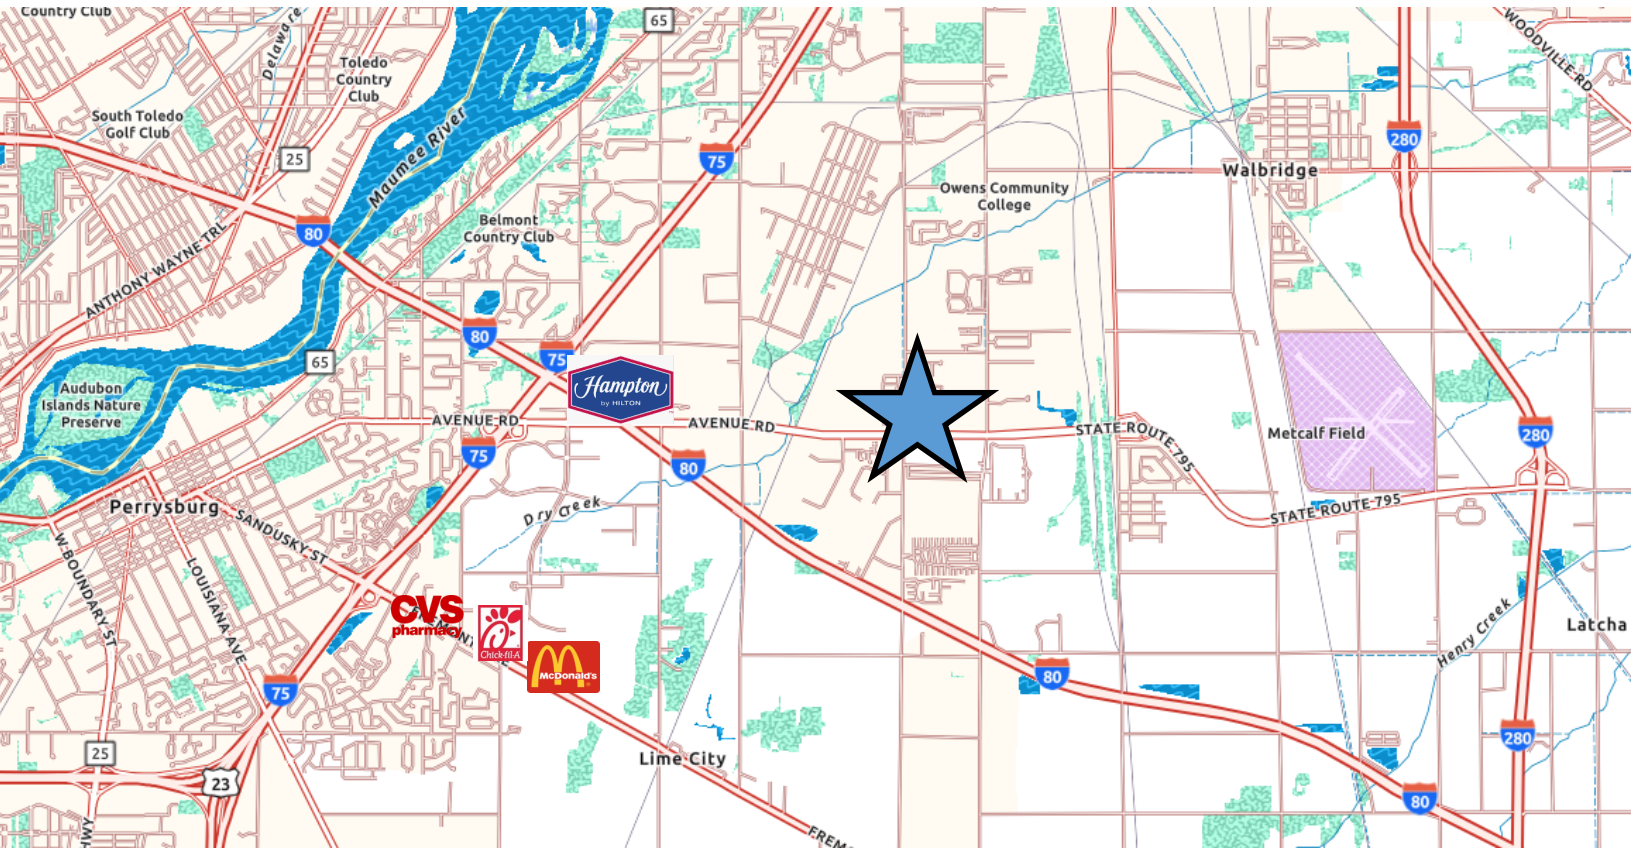 Country Club
Delaware
65
WOODVILLE RD
Toledo
Country
Club
South Toledo
Golf Club
25
Maumee River
75
280
Walbridge
Owens Community
College
Belmont
Country Club
80
ANTHONY WAYNE TRL
80
75
65
Hampton
by HILTON
Audubon
Islands Nature
Preserve
AVENUE RD
AVENUE RD
STATE ROUTE 795
Metcalf Field
280
75
80
Perrysburg
SANDUSKY ST
Dry Creek
STATE ROUTE 795
W BOUNDARY ST
LOUISIANA AVE
CVS
pharmacy
FREMONT
Chick-fil-A
McDonald's
Henry Creek
Latcha
75
80
280
25
23
Lime City
80
HWY
FREM